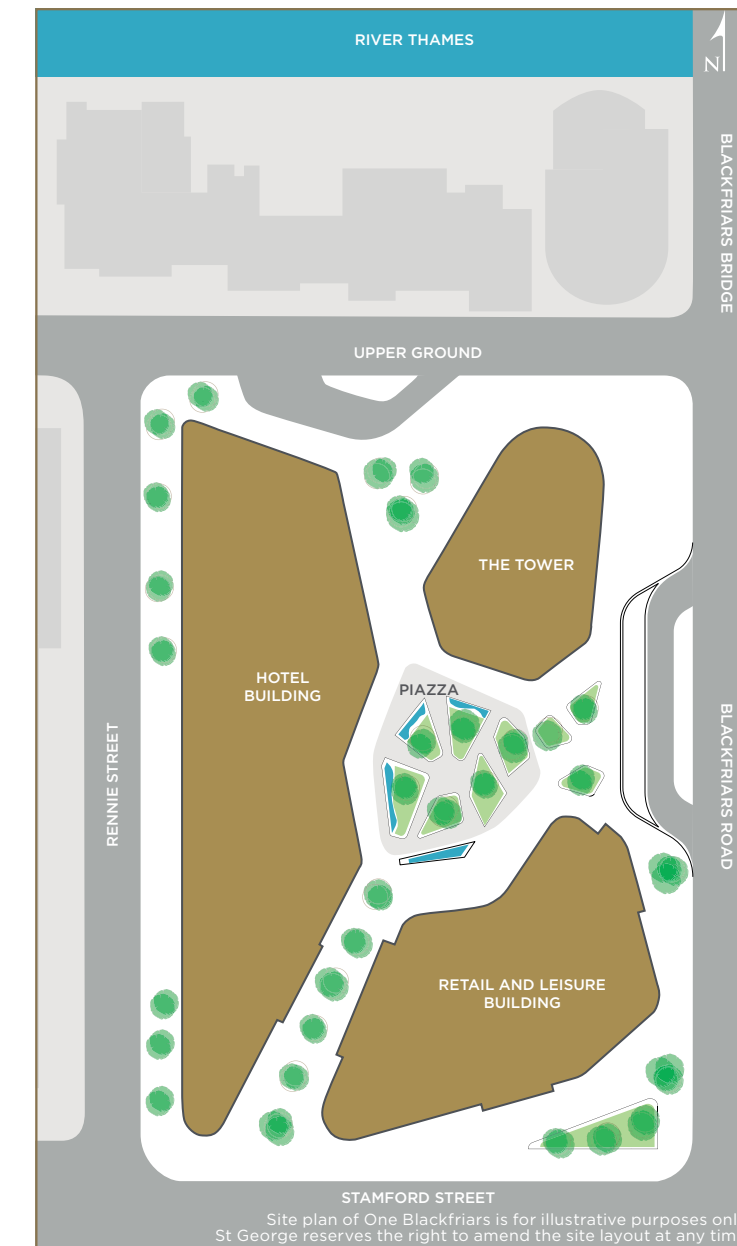 RIVER THAMES
N
BLACKFRIARS BRIDGE
UPPER GROUND
THE TOWER
HOTEL
BUILDING
PIAZZA
RENNIE STREET
BLACKFRIARS ROAD
RETAIL AND LEISURE
BUILDING
STAMFORD STREET
Site plan of One Blackfriars is for illustrative purposes onl
St George reserves the right to amend the site layout at any tim